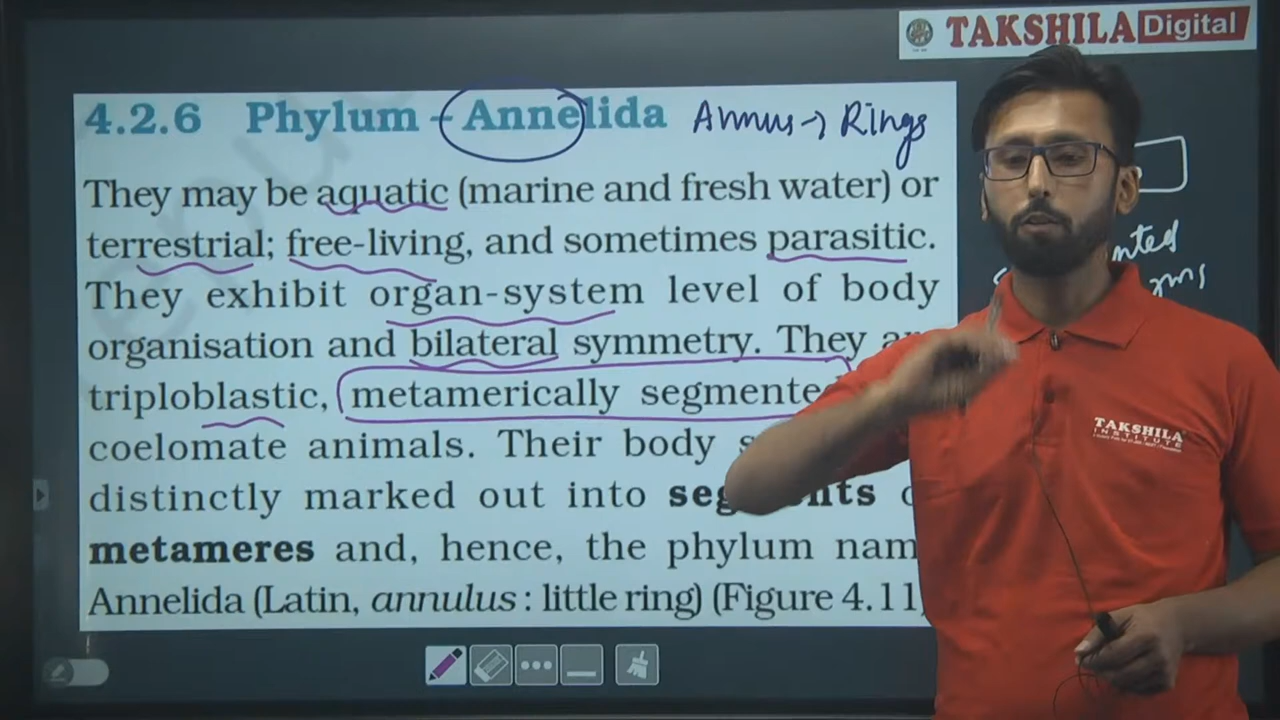 TAKSHILA Digital
4.2.6 Phylum – Annelida Annus → Rings
They may be aquatic (marine and fresh water) or
terrestrial; free-living, and sometimes parasitic.
They exhibit organ-system level of body
organisation and bilateral symmetry. They
triploblastic, metamerically segmented
coelomate animals. Their body
distinctly marked out into segments
metameres and, hence, the phylum nam
Annelida (Latin, annulus : little ring) (Figure 4.11
TAKSHILA
INSTITUTE